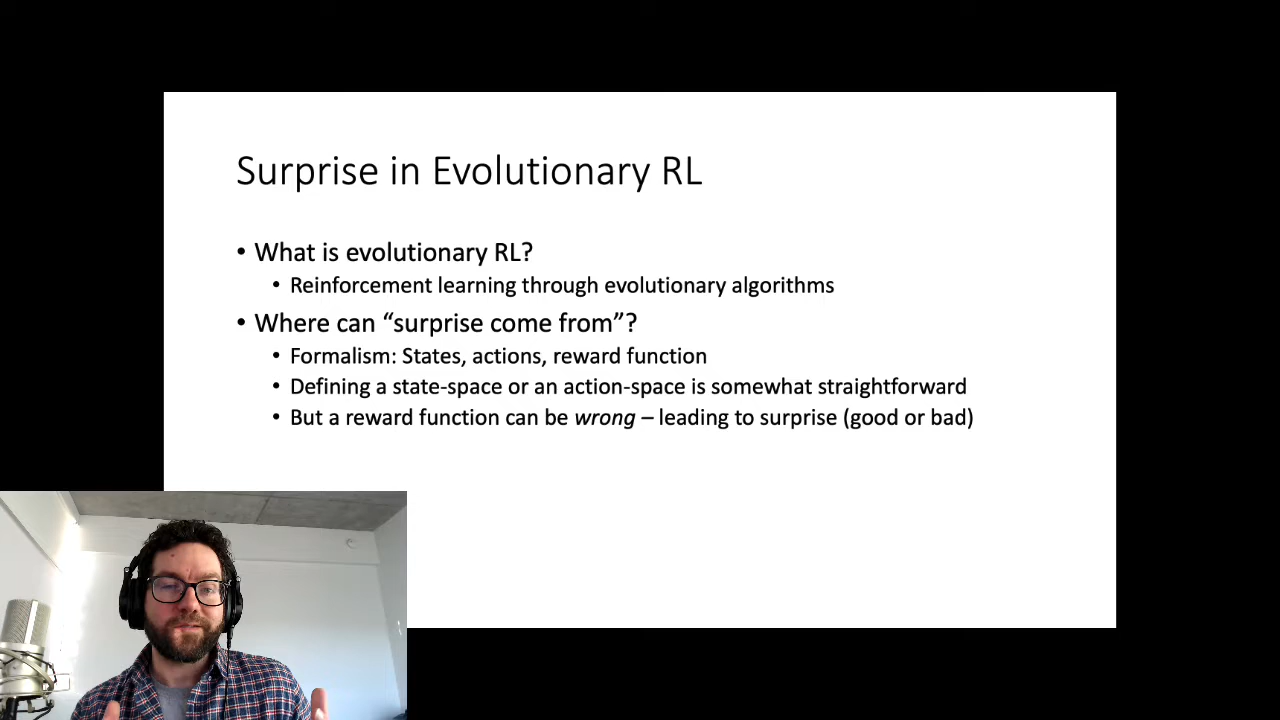 Surprise in Evolutionary RL
• What is evolutionary RL?
• Reinforcement learning through evolutionary algorithms
• Where can “surprise come from”?
• Formalism: States, actions, reward function
• Defining a state-space or an action-space is somewhat straightforward
• But a reward function can be wrong – leading to surprise (good or bad)